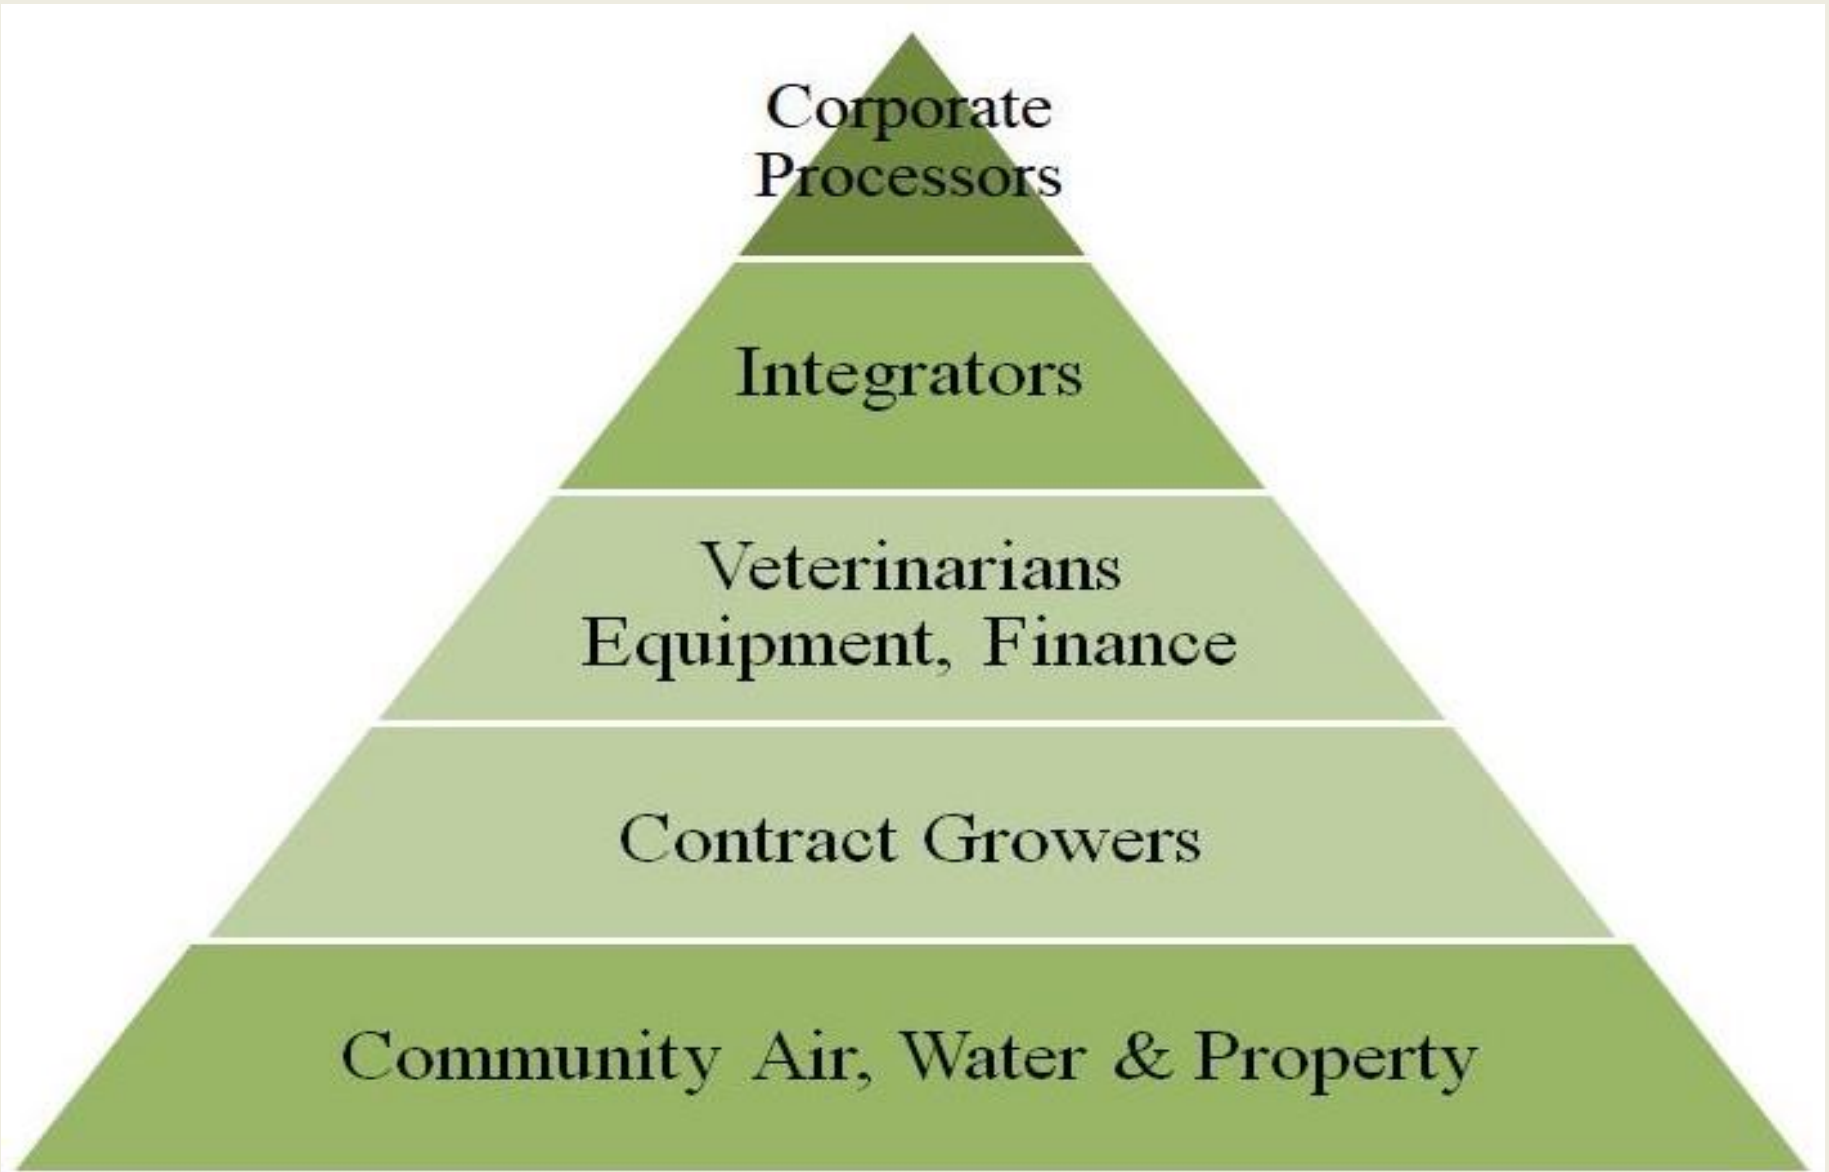 Corporate
Processors
Integrators
Veterinarians
Equipment, Finance
Contract Growers
Community Air, Water & Property